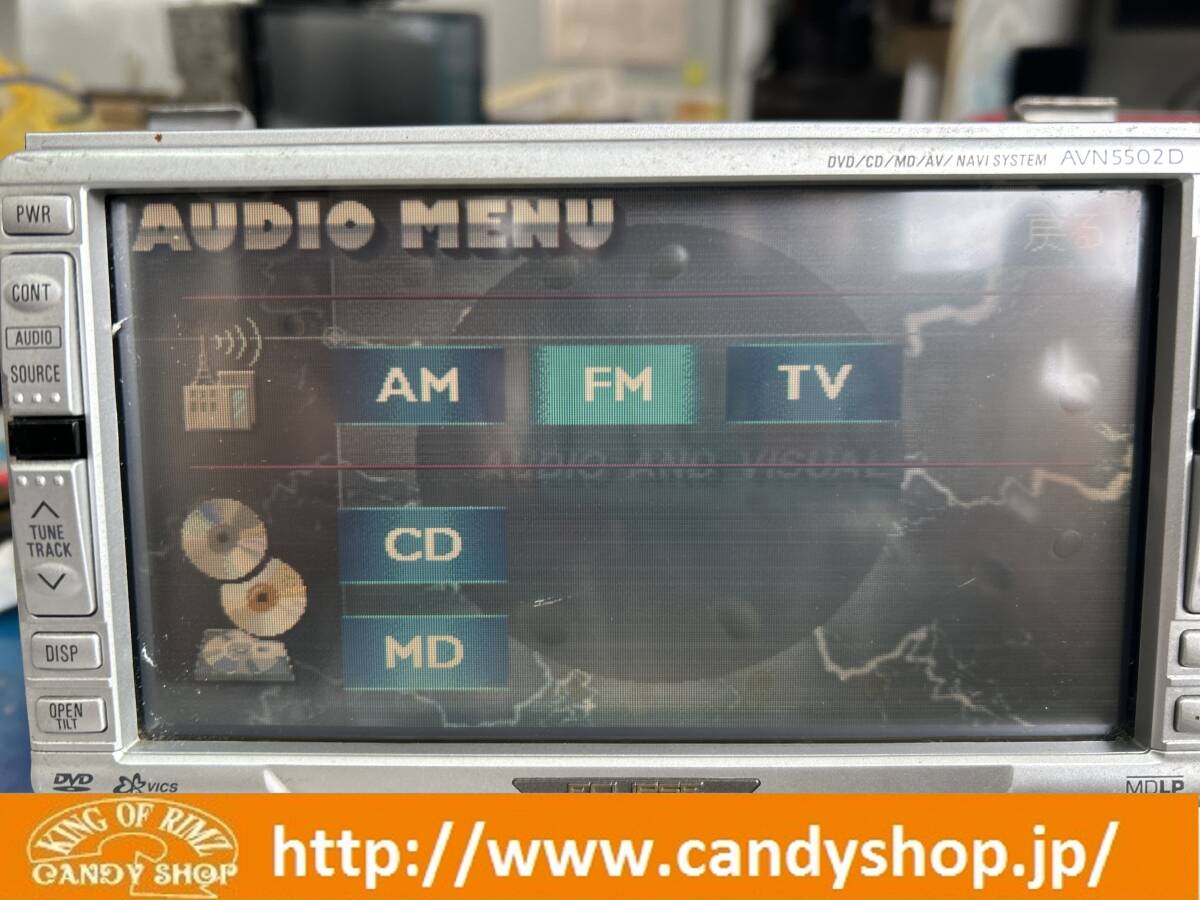 DVD/CD/MD/AV/NAVI SYSTEM AVN5502D
PWR
CONT
AUDIO
SOURCE
TUNE
TRACK
DISP
OPEN
TILT
AUDIO MENU
戻る
AM FM TV
AUDIO AND VISUAL
CD
MD
DVD VICS
ECLIPSE
MDLP
KING OF RIMZ
CANDY SHOP
http://www.candyshop.jp/